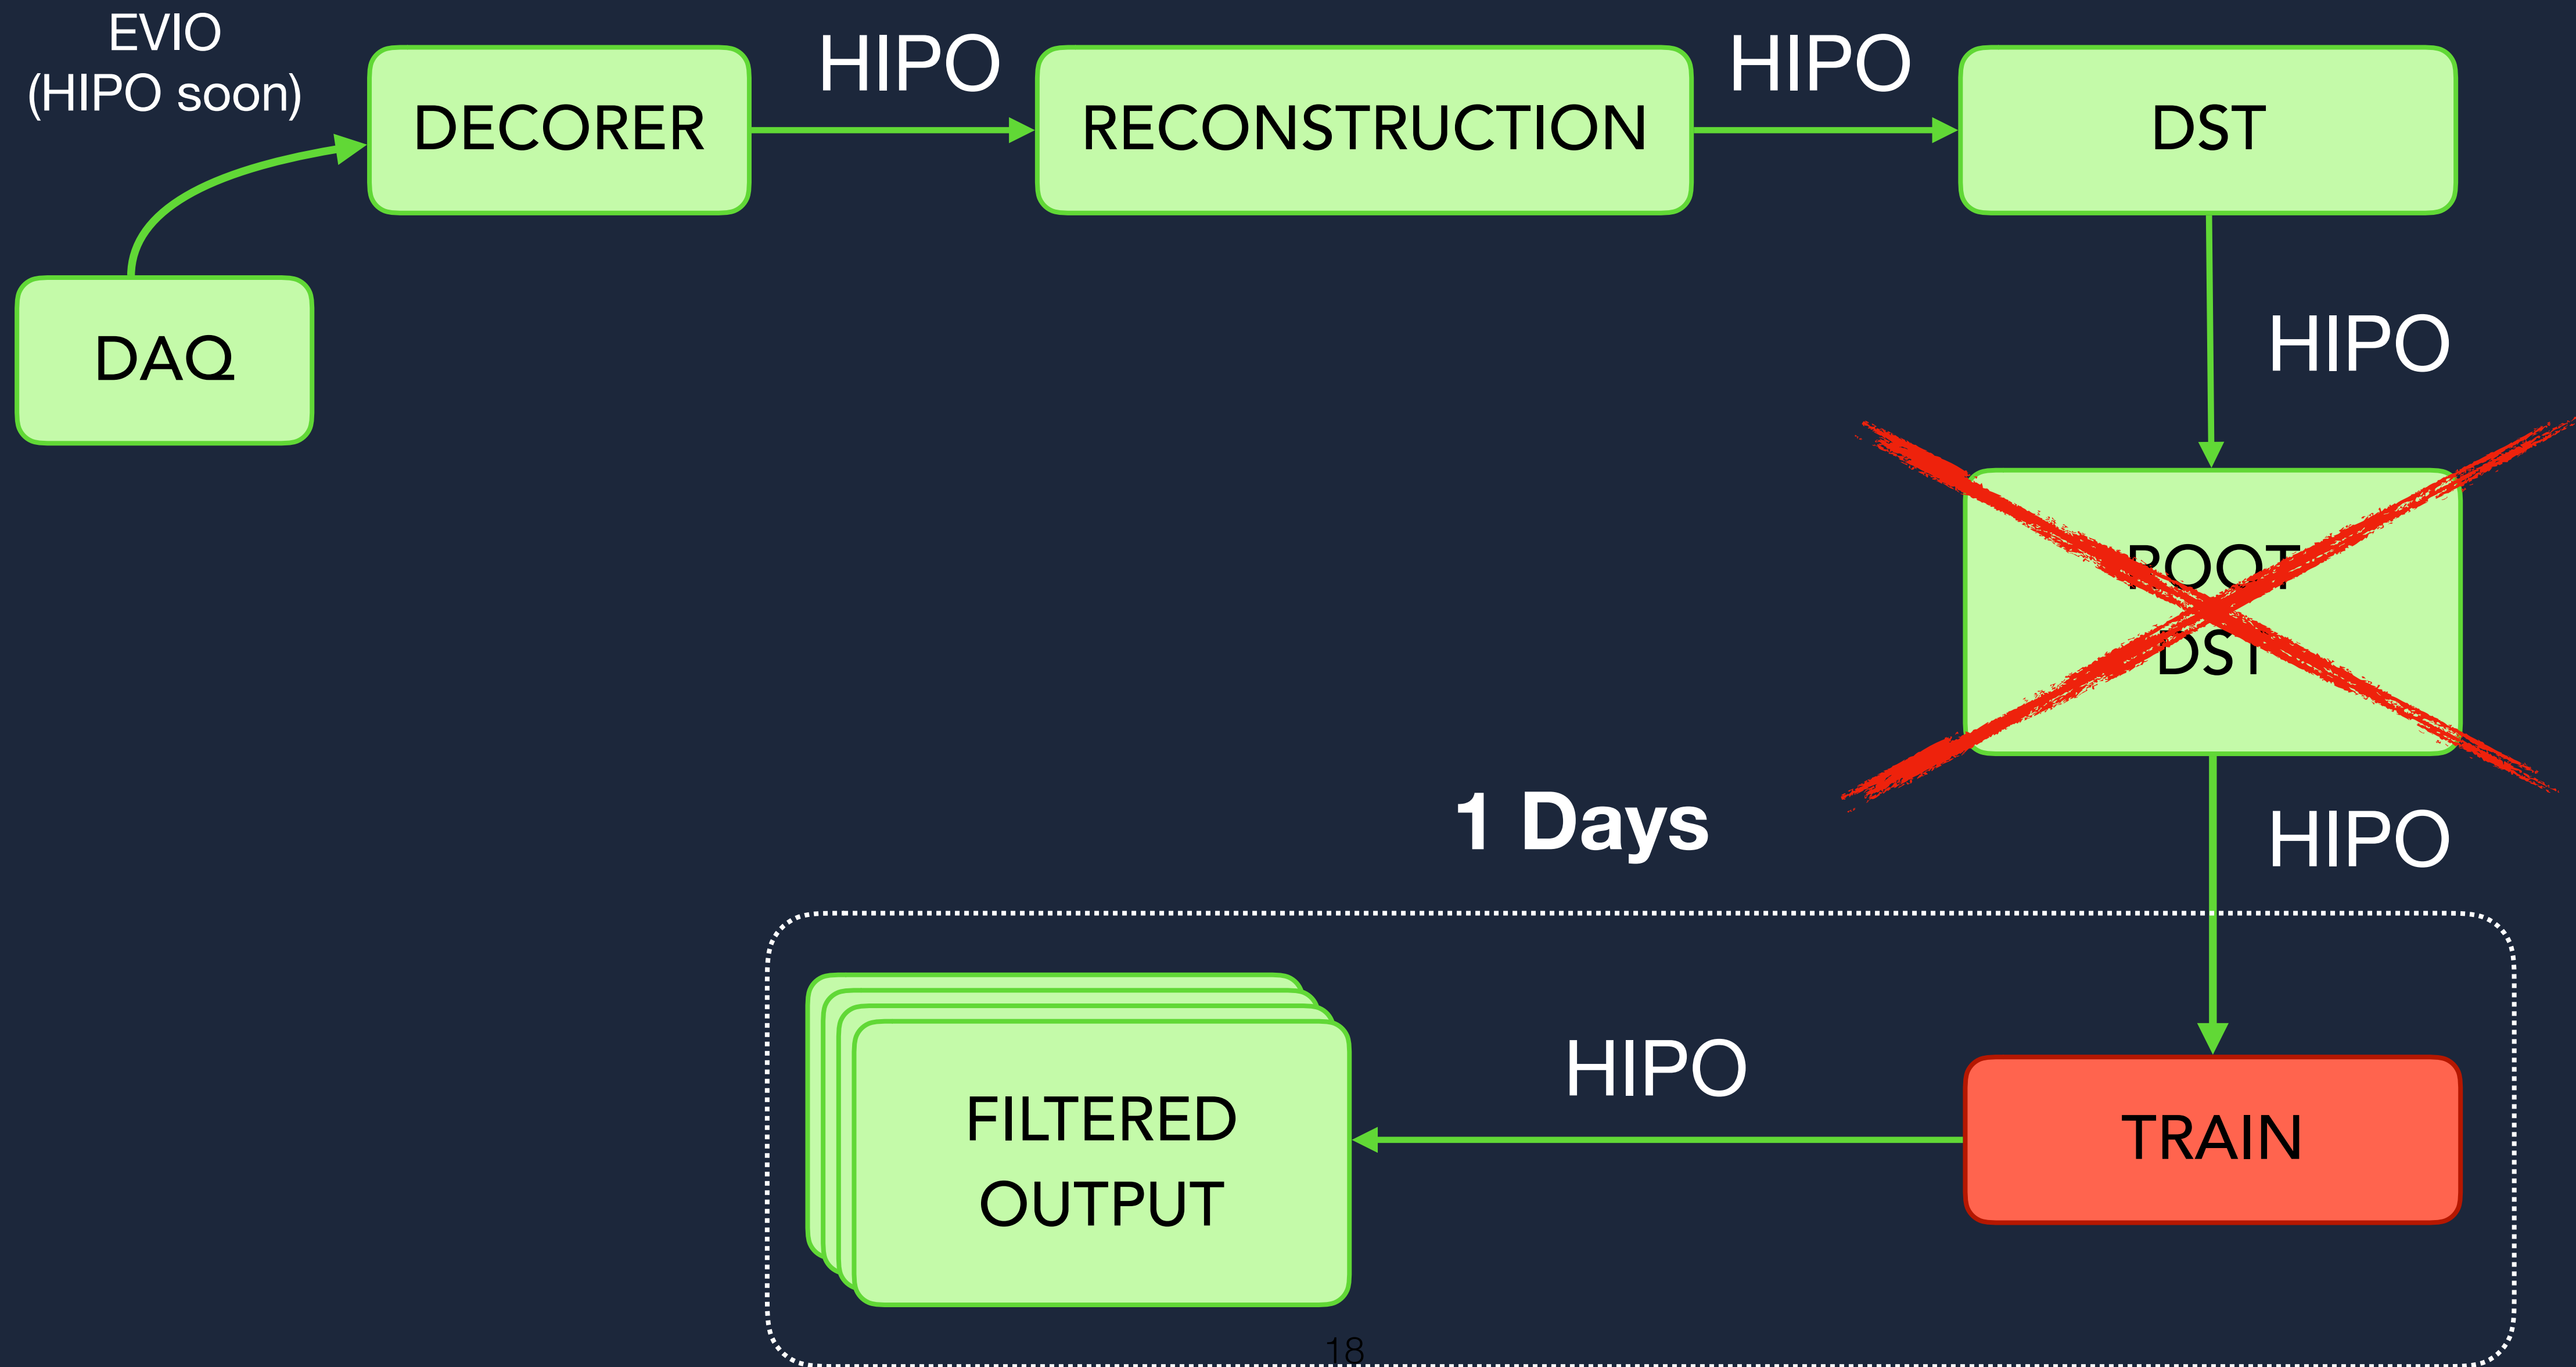 EVIO
(HIPO soon)
DECORER
HIPO
RECONSTRUCTION
HIPO
DST
DAQ
HIPO
ROOT
DST
1 Days
HIPO
FILTERED
OUTPUT
HIPO
TRAIN
18